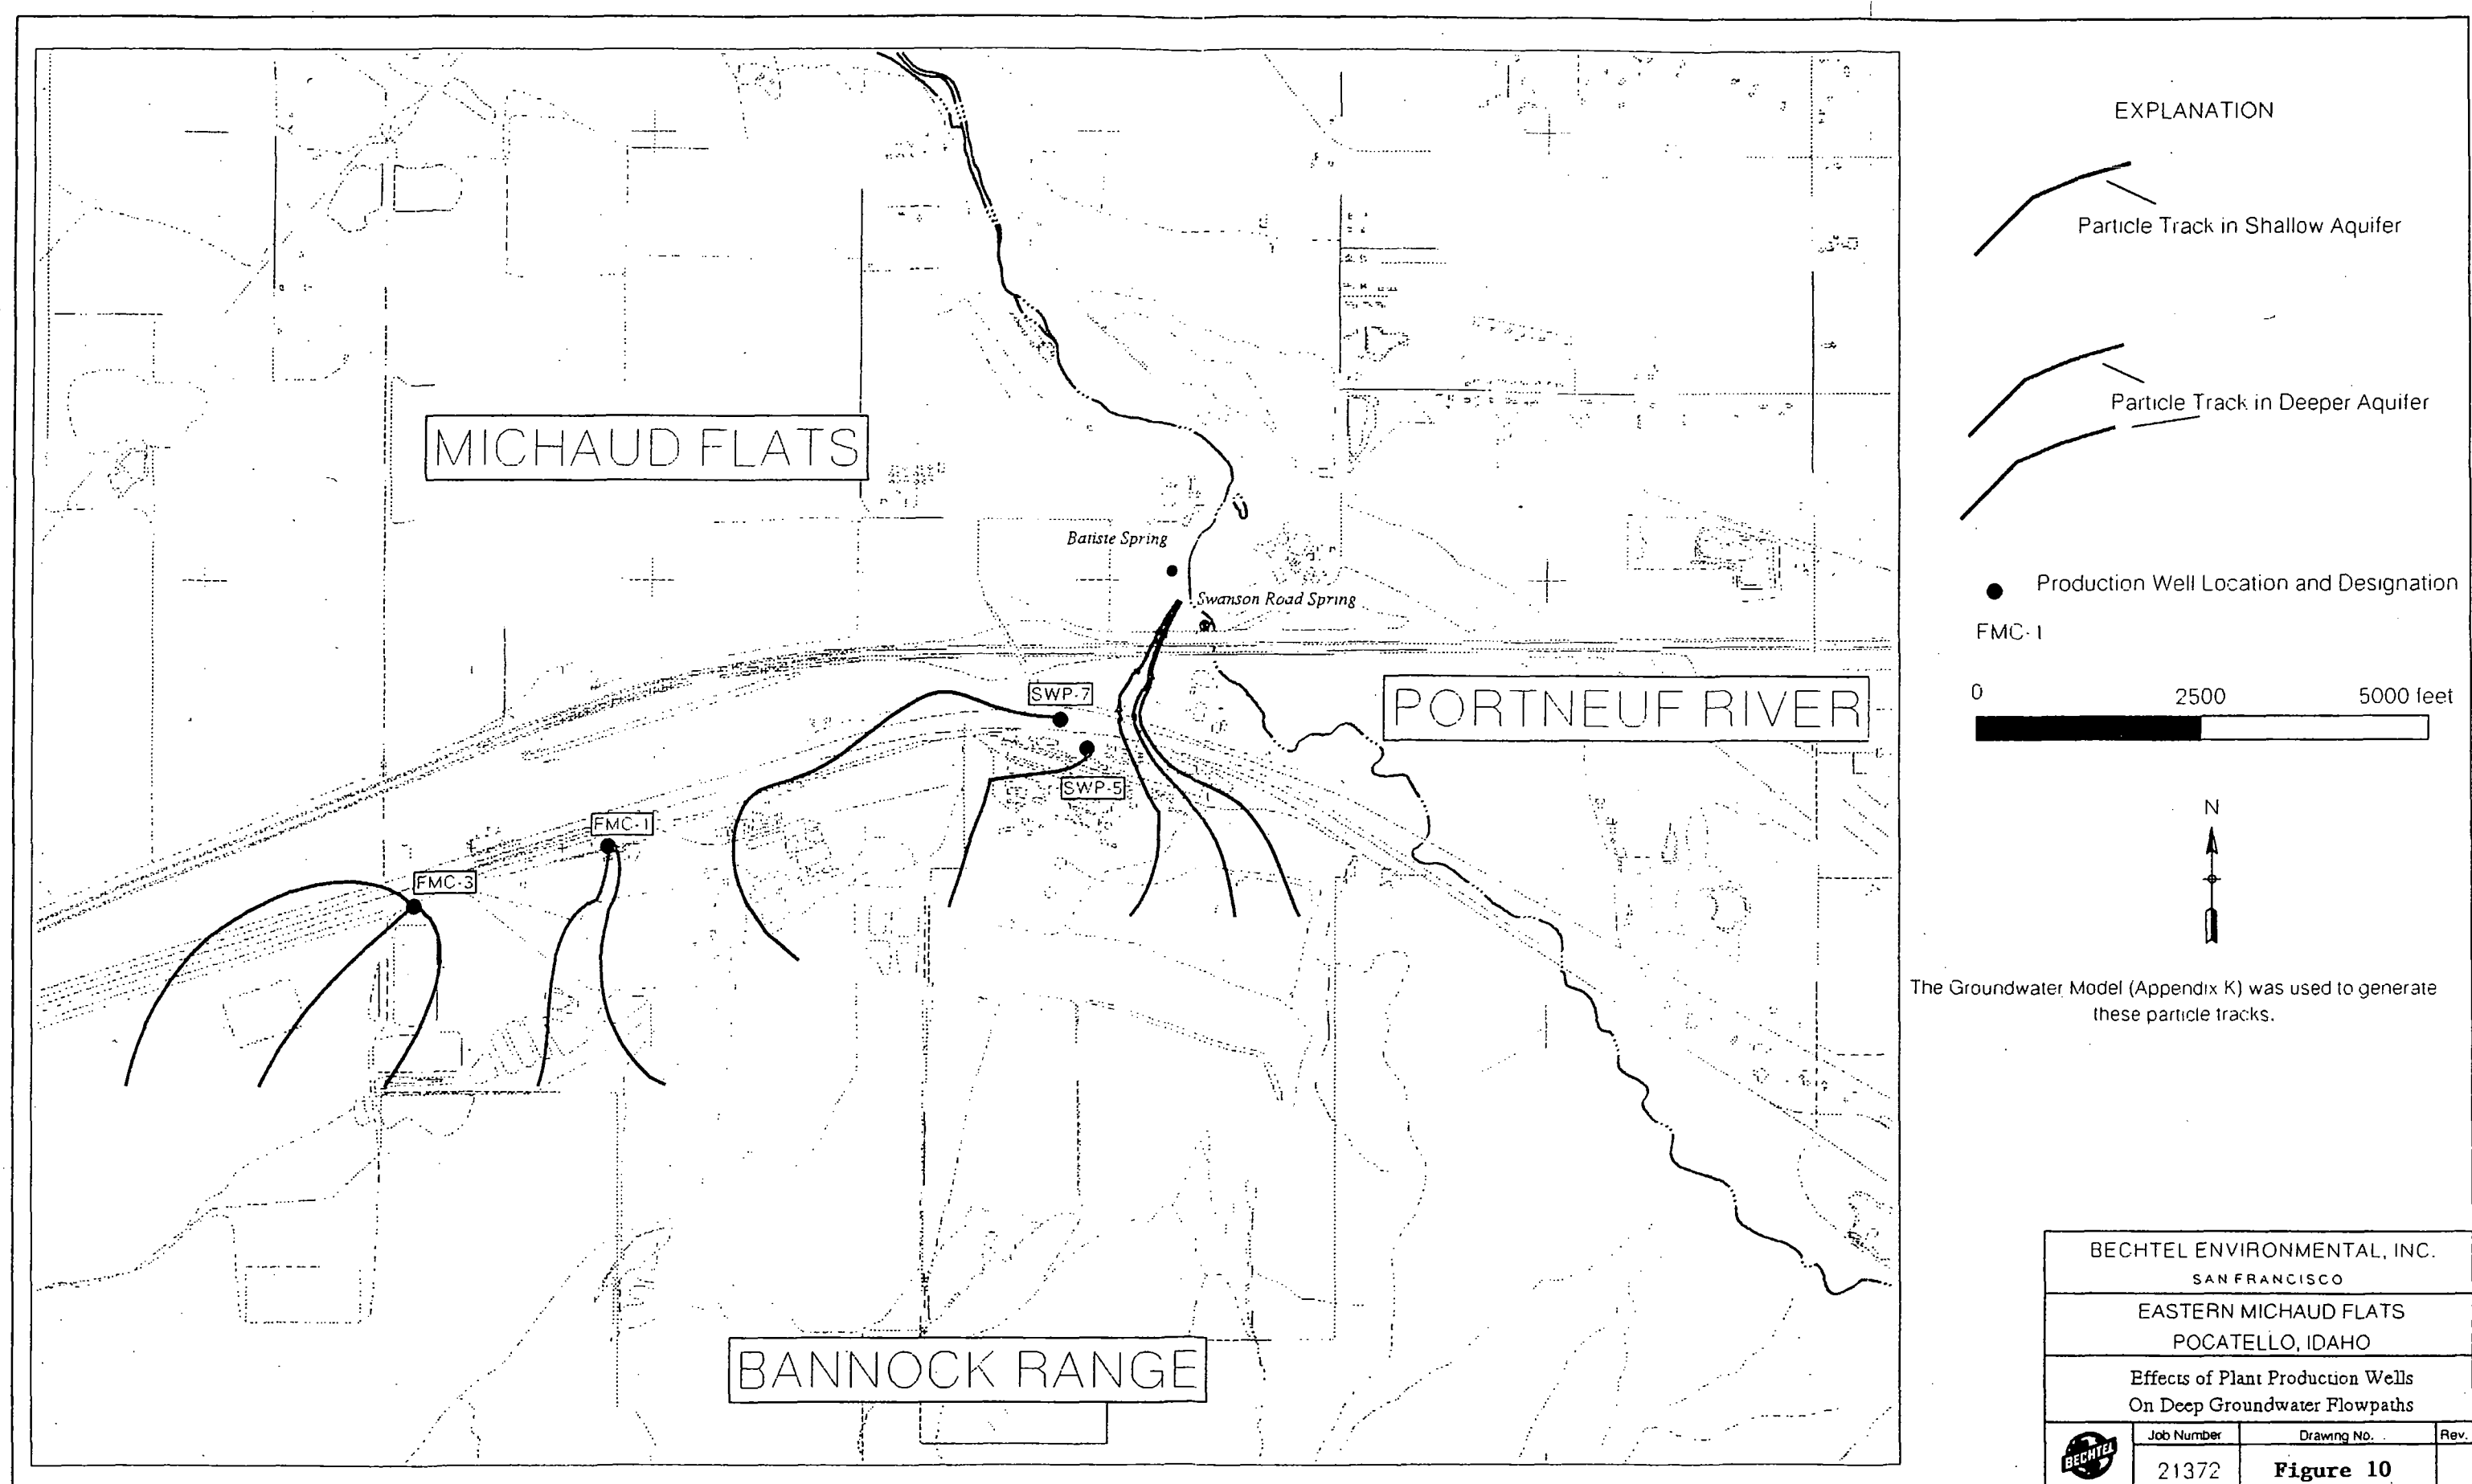 EXPLANATION
Particle Track in Shallow Aquifer
Particle Track in Deeper Aquifer
Production Well Location and Designation
FMC-1
0 2500 5000 feet
N
The Groundwater Model (Appendix K) was used to generate
these particle tracks.
MICHAUD FLATS
Batiste Spring
Swanson Road Spring
PORTNEUF RIVER
SWP-7
SWP-5
FMC-1
FMC-3
BANNOCK RANGE
BECHTEL ENVIRONMENTAL, INC.
SAN FRANCISCO
EASTERN MICHAUD FLATS
POCATELLO, IDAHO
Effects of Plant Production Wells
On Deep Groundwater Flowpaths
BECHTEL
Job Number Drawing No. Rev.
21372 Figure 10